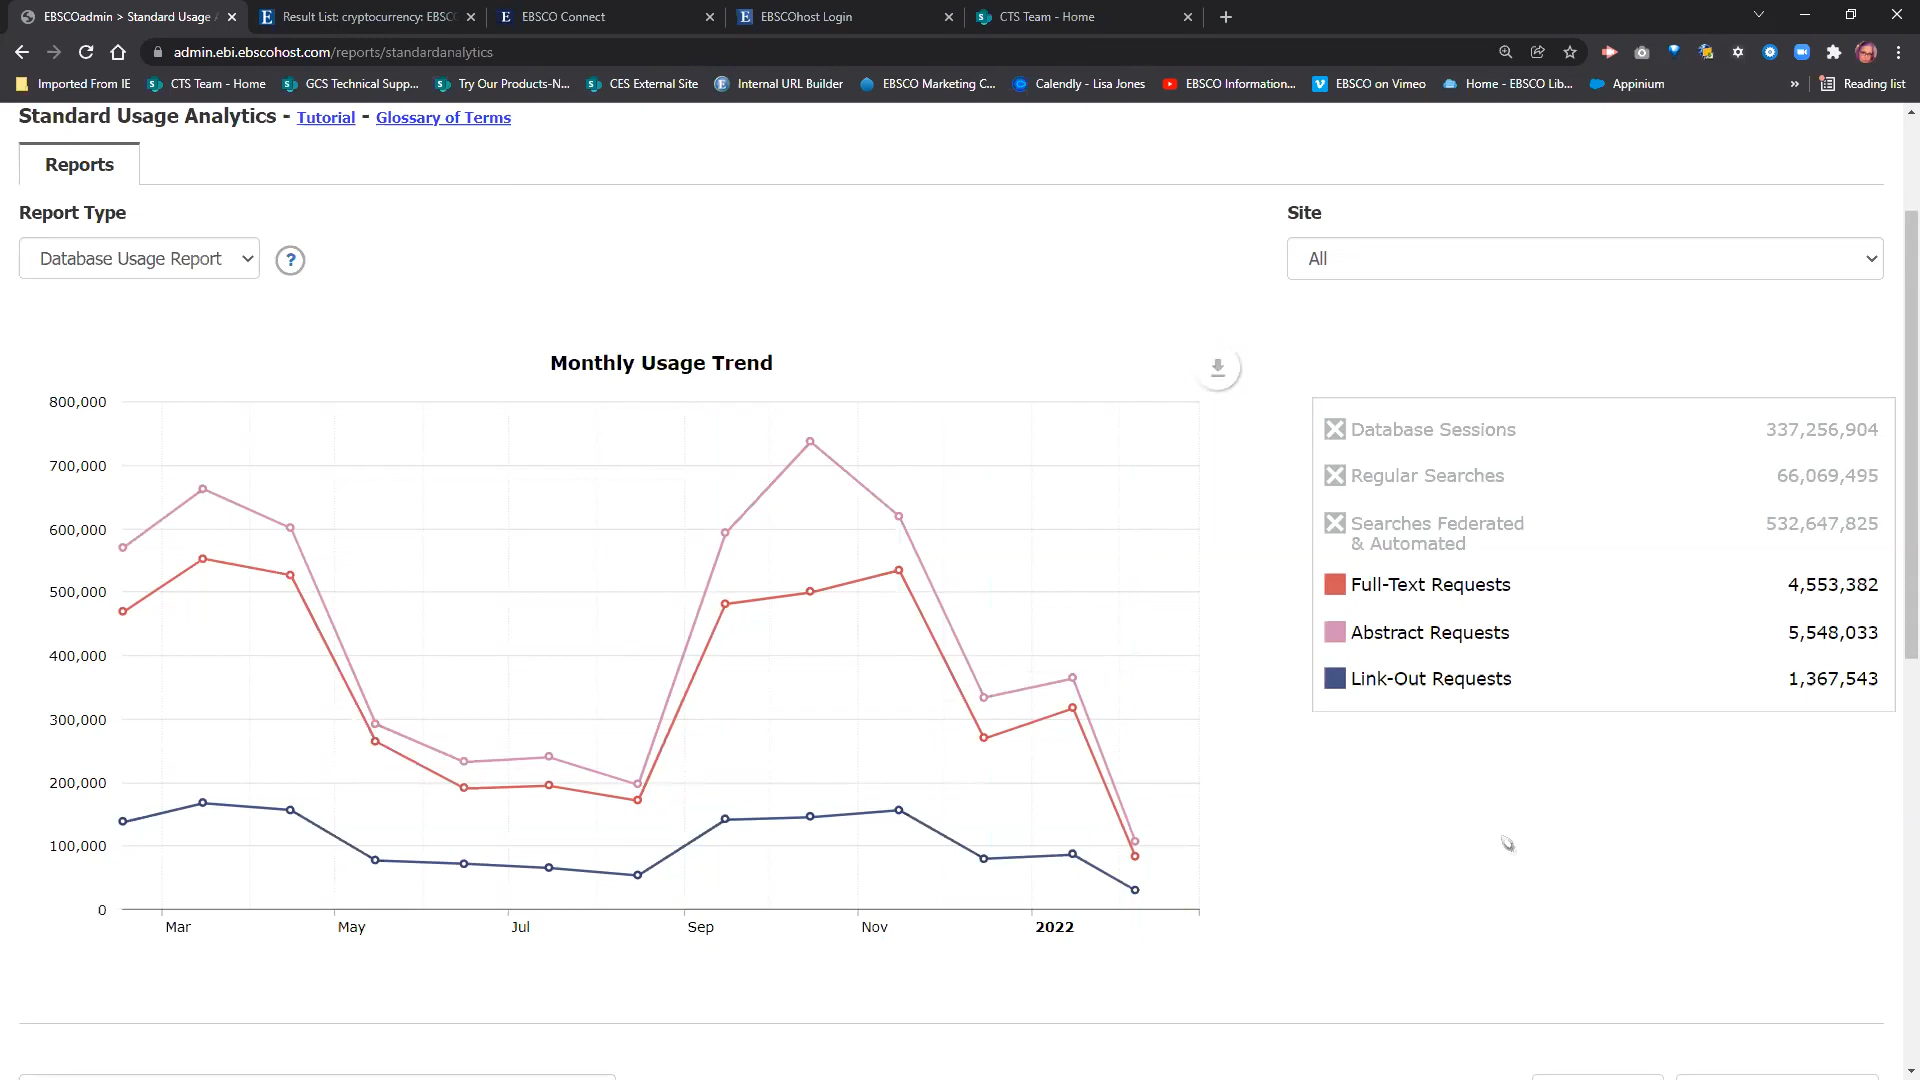 EBSCOadmin > Standard Usage
Result List: cryptocurrency: EBSC
EBSCO Connect
EBSCOhost Login
CTS Team - Home
admin.ebi.ebscohost.com/reports/standardanalytics
Imported From IE
CTS Team - Home
GCS Technical Supp...
Try Our Products-N...
CES External Site
Internal URL Builder
EBSCO Marketing C...
Calendly - Lisa Jones
EBSCO Information...
EBSCO on Vimeo
Home - EBSCO Lib...
Appinium
»
Reading list
Standard Usage Analytics - Tutorial - Glossary of Terms
Reports
Report Type
Site
Database Usage Report
?
All
Monthly Usage Trend
800,000
700,000
600,000
500,000
400,000
300,000
200,000
100,000
0
Mar
May
Jul
Sep
Nov
2022
Database Sessions 337,256,904
Regular Searches 66,069,495
Searches Federated 532,647,825
& Automated
Full-Text Requests 4,553,382
Abstract Requests 5,548,033
Link-Out Requests 1,367,543